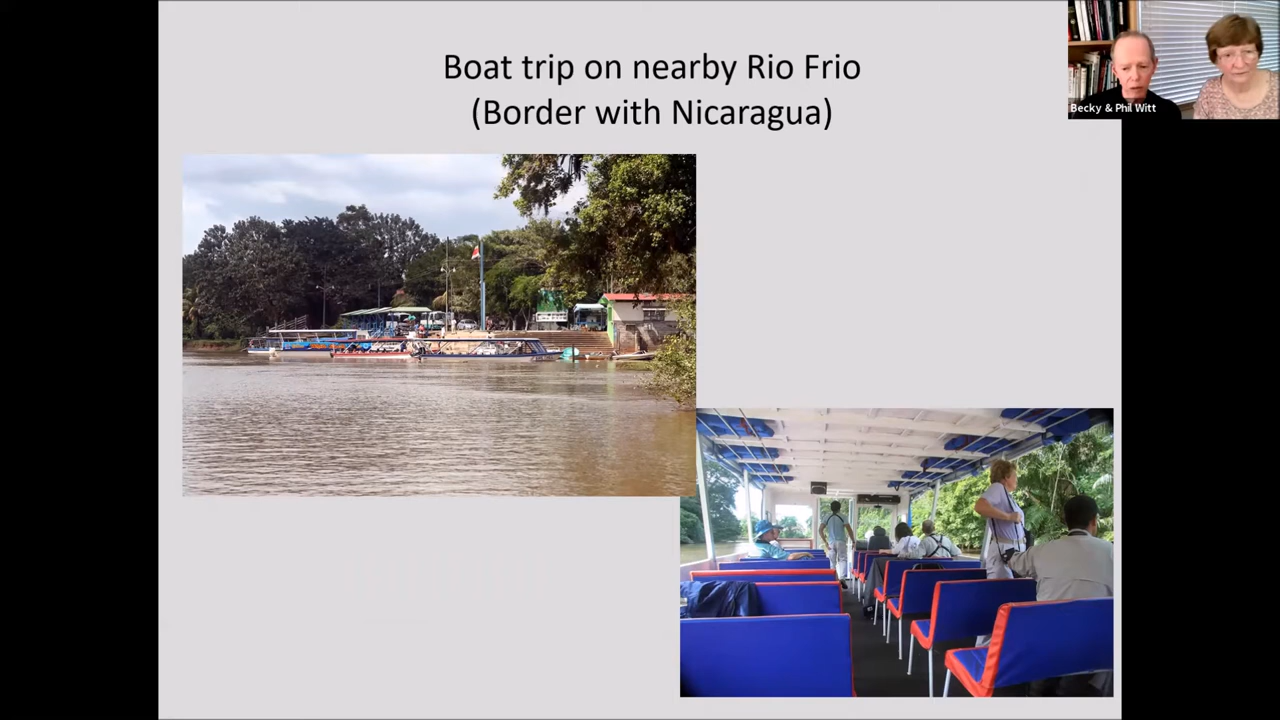 Boat trip on nearby Rio Frio
(Border with Nicaragua)
Becky & Phil Witt